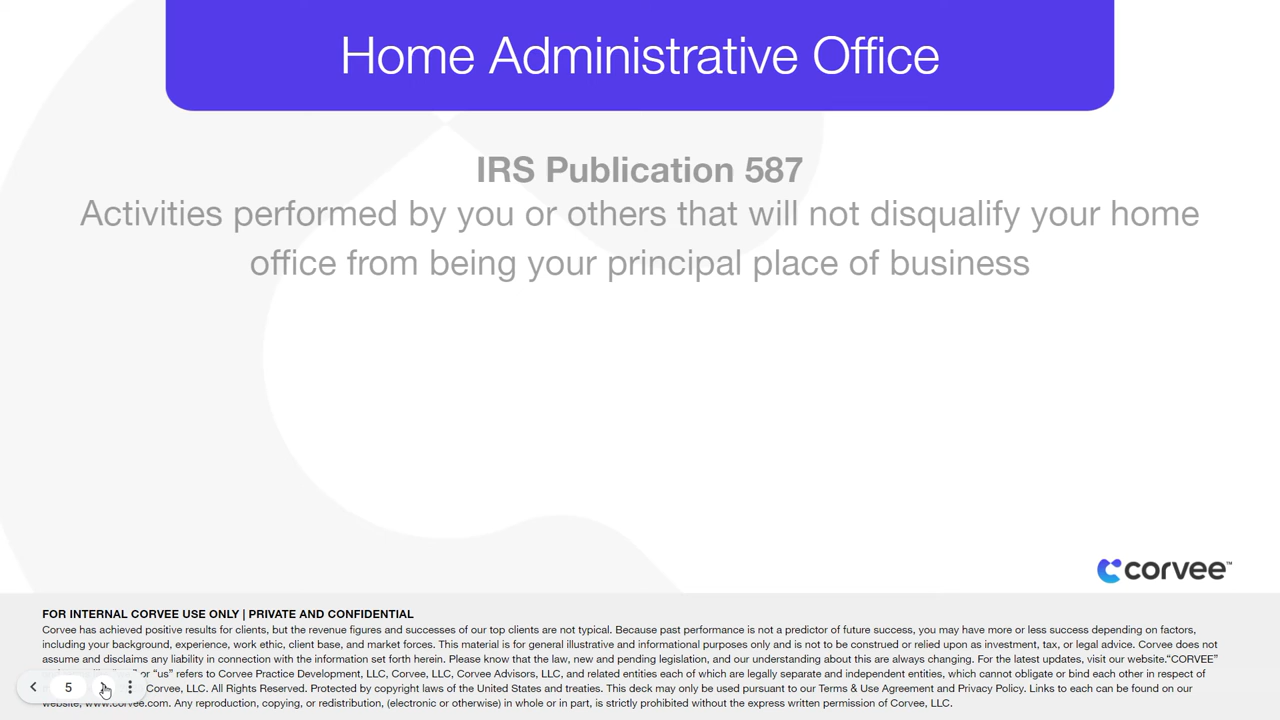 Home Administrative Office
IRS Publication 587
Activities performed by you or others that will not disqualify your home
office from being your principal place of business
corvee™
FOR INTERNAL CORVEE USE ONLY | PRIVATE AND CONFIDENTIAL
Corvee has achieved positive results for clients, but the revenue figures and successes of our top clients are not typical. Because past performance is not a predictor of future success, you may have more or less success depending on factors,
including your background, experience, work ethic, client base, and market forces. This material is for general illustrative and informational purposes only and is not to be construed or relied upon as investment, tax, or legal advice. Corvee does not
assume and disclaims any liability in connection with the information set forth herein. Please know that the law, new and pending legislation, and our understanding about this are always changing. For the latest updates, visit our website.“CORVEE”
or “us” refers to Corvee Practice Development, LLC, Corvee, LLC, Corvee Advisors, LLC, and related entities each of which are legally separate and independent entities, which cannot obligate or bind each other in respect of
5 Corvee, LLC. All Rights Reserved. Protected by copyright laws of the United States and treaties. This deck may only be used pursuant to our Terms & Use Agreement and Privacy Policy. Links to each can be found on our
website, www.corvee.com. Any reproduction, copying, or redistribution, (electronic or otherwise) in whole or in part, is strictly prohibited without the express written permission of Corvee, LLC.